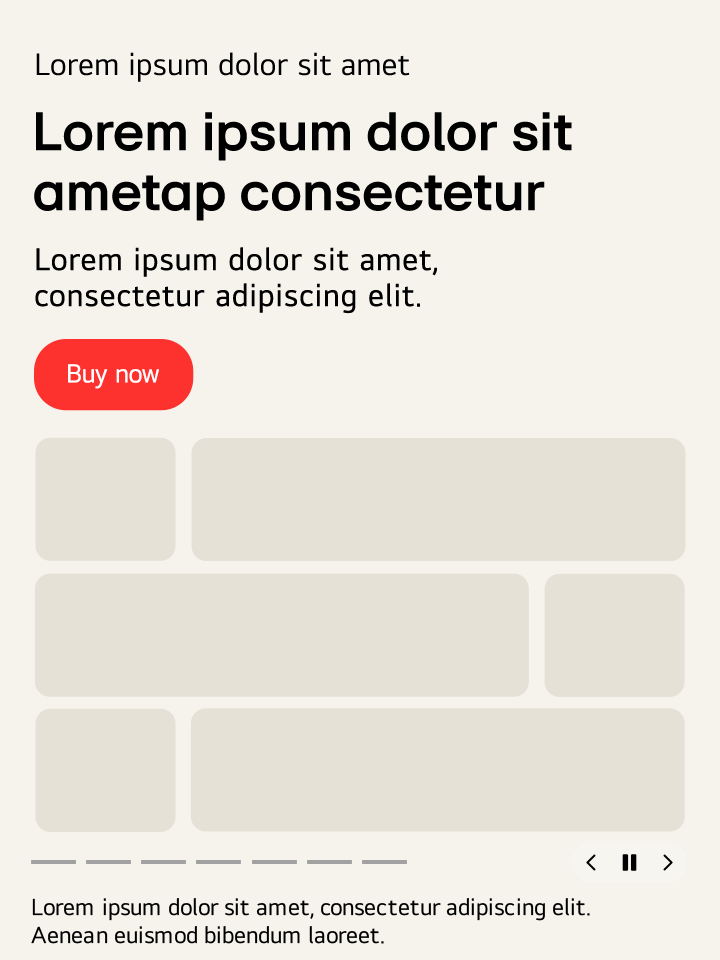 Lorem ipsum dolor sit amet
Lorem ipsum dolor sit
ametap consectetur
Lorem ipsum dolor sit amet,
consectetur adipiscing elit.
Buy now
Lorem ipsum dolor sit amet, consectetur adipiscing elit.
Aenean euismod bibendum laoreet.